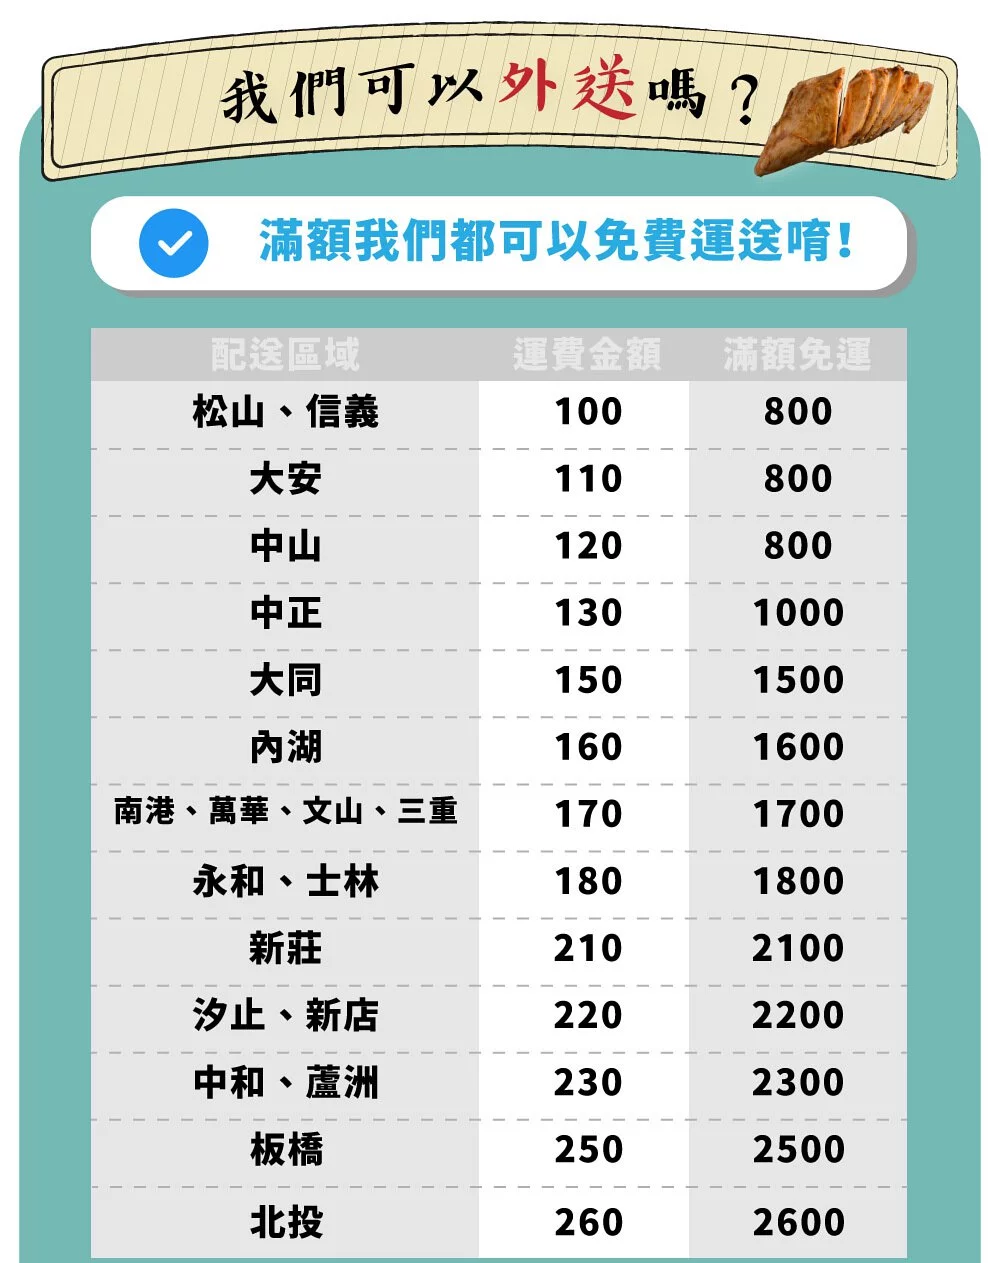 我們可以外送嗎？
滿額我們都可以免費運送唷！
配送區域 運費金額 滿額免運
松山、信義 100 800
大安 110 800
中山 120 800
中正 130 1000
大同 150 1500
內湖 160 1600
南港、萬華、文山、三重 170 1700
永和、士林 180 1800
新莊 210 2100
汐止、新店 220 2200
中和、蘆洲 230 2300
板橋 250 2500
北投 260 2600